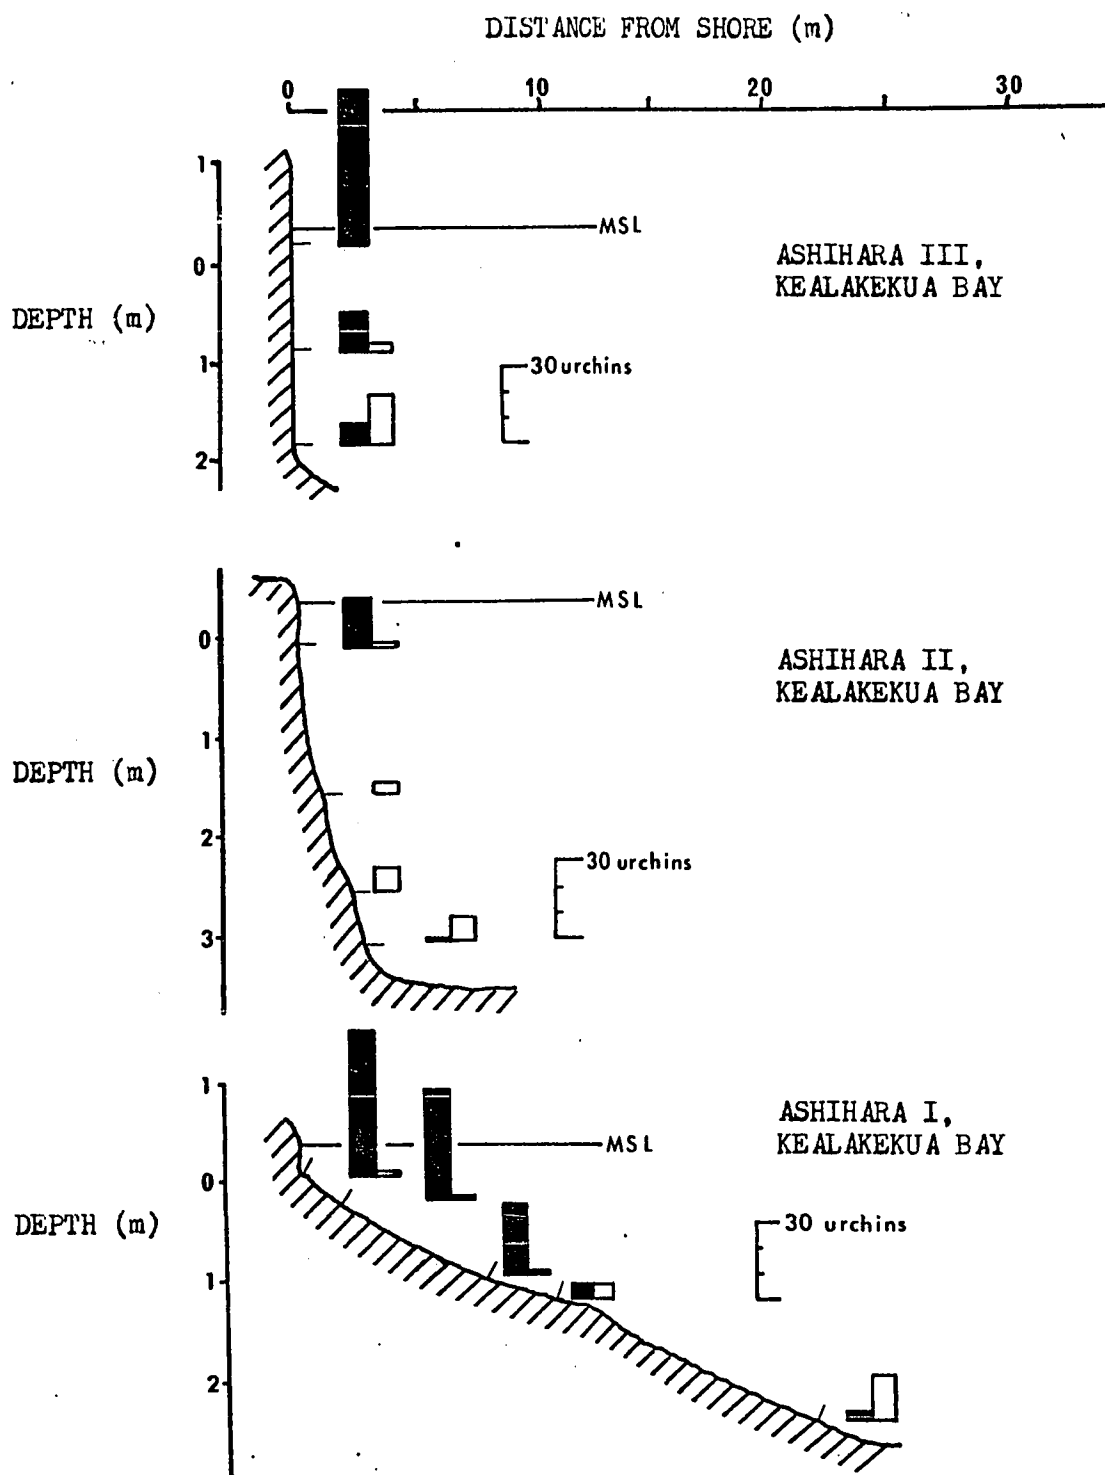 DISTANCE FROM SHORE (m)
0 10 20 30
1
MSL
0
ASHIHARA III,
KEALAKEKUA BAY
DEPTH (m)
1
30 urchins
2
MSL
0
ASHIHARA II,
KEALAKEKUA BAY
1
DEPTH (m)
2
30 urchins
3
1
ASHIHARA I,
KEALAKEKUA BAY
MSL
0
DEPTH (m)
30 urchins
1
2